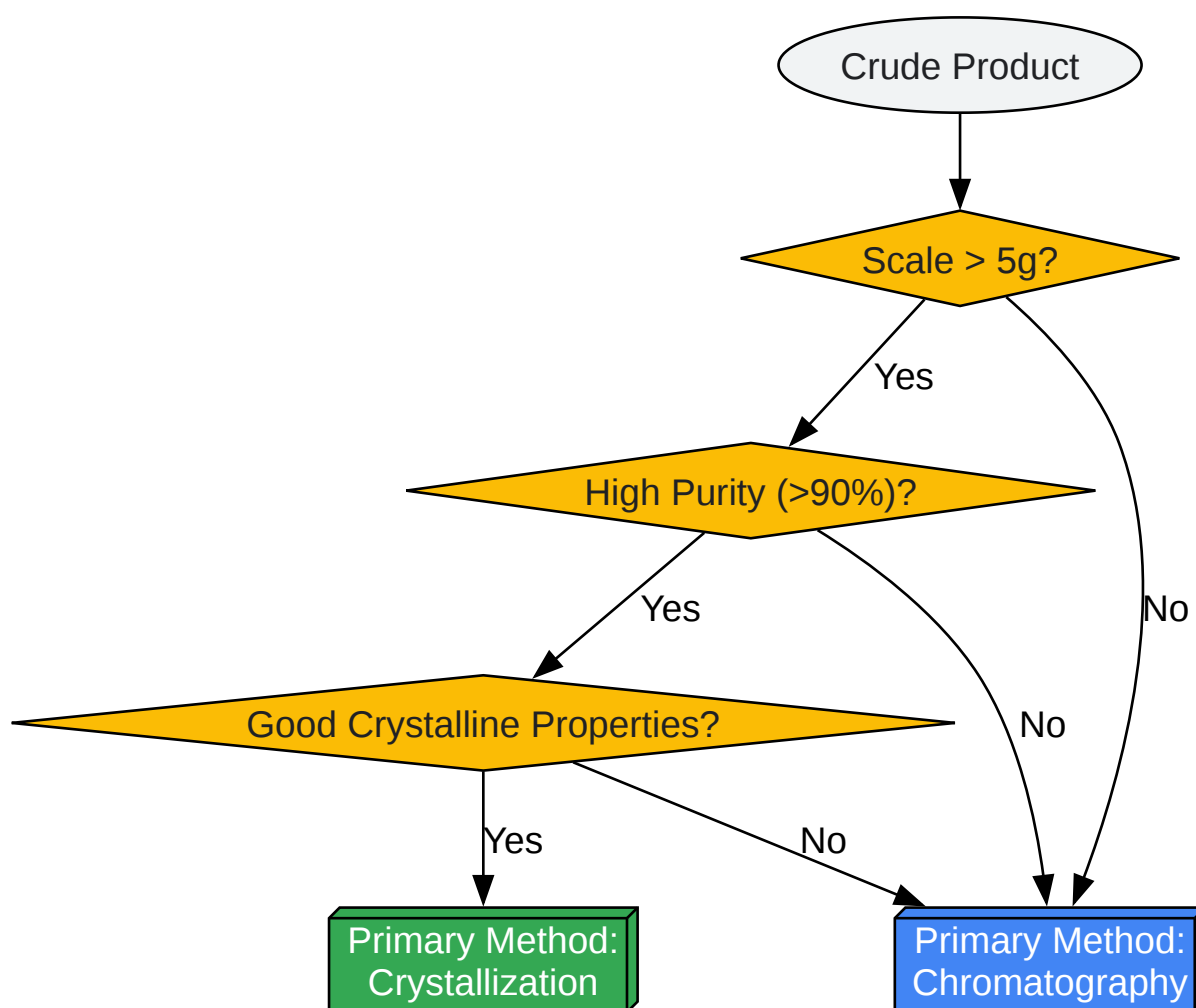 Crude Product
Scale > 5g?
Yes
High Purity (>90%)?
Yes
No
Good Crystalline Properties?
No
Yes
No
Primary Method:
Crystallization
Primary Method:
Chromatography